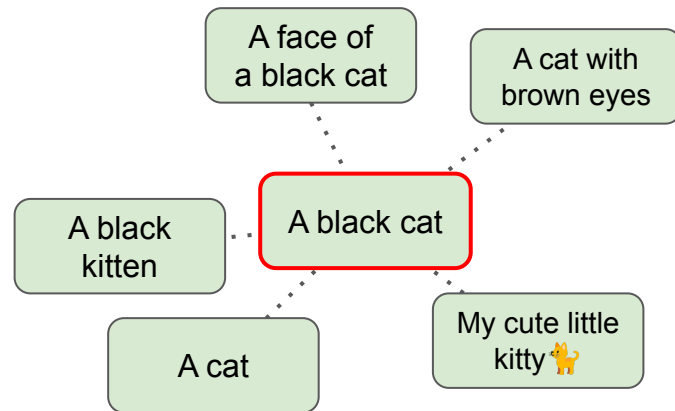 A face of
a black cat
A cat with
brown eyes
A black
kitten
A black cat
A cat
My cute little
kitty🐈